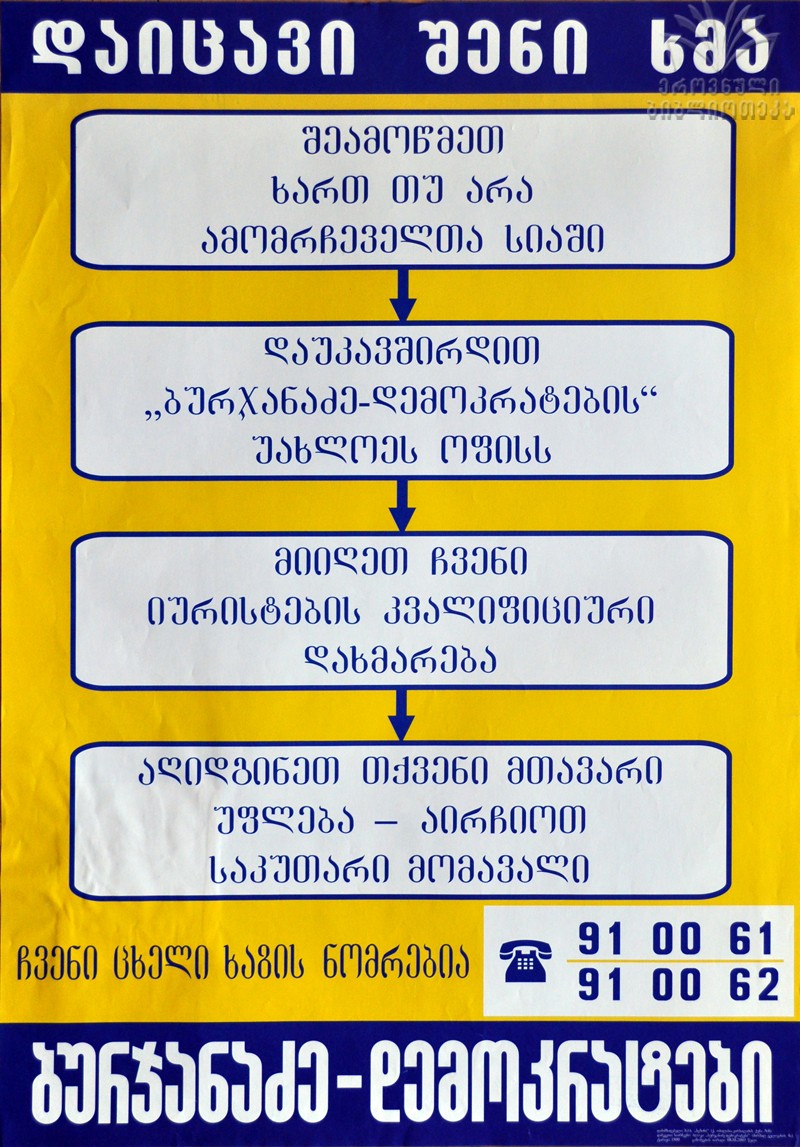 დაიცავი შენი ხმა
ეროვნული
ბიბლიოთეკა
შეამოწმეთ
ხართ თუ არა
ამომრჩეველთა სიაში
დაუკავშირდით
„ბურჯანაძე-დემოკრატების“
უახლოეს ოფისს
მიიღეთ ჩვენი
იურისტების კვალიფიციური
დახმარება
აღიდგინეთ თქვენი მთავარი
უფლება – აირჩიოთ
საკუთარი მომავალი
ჩვენი ცხელი ხაზის ნომრებია
91 00 61
91 00 62
ბურჯანაძე-დემოკრატები